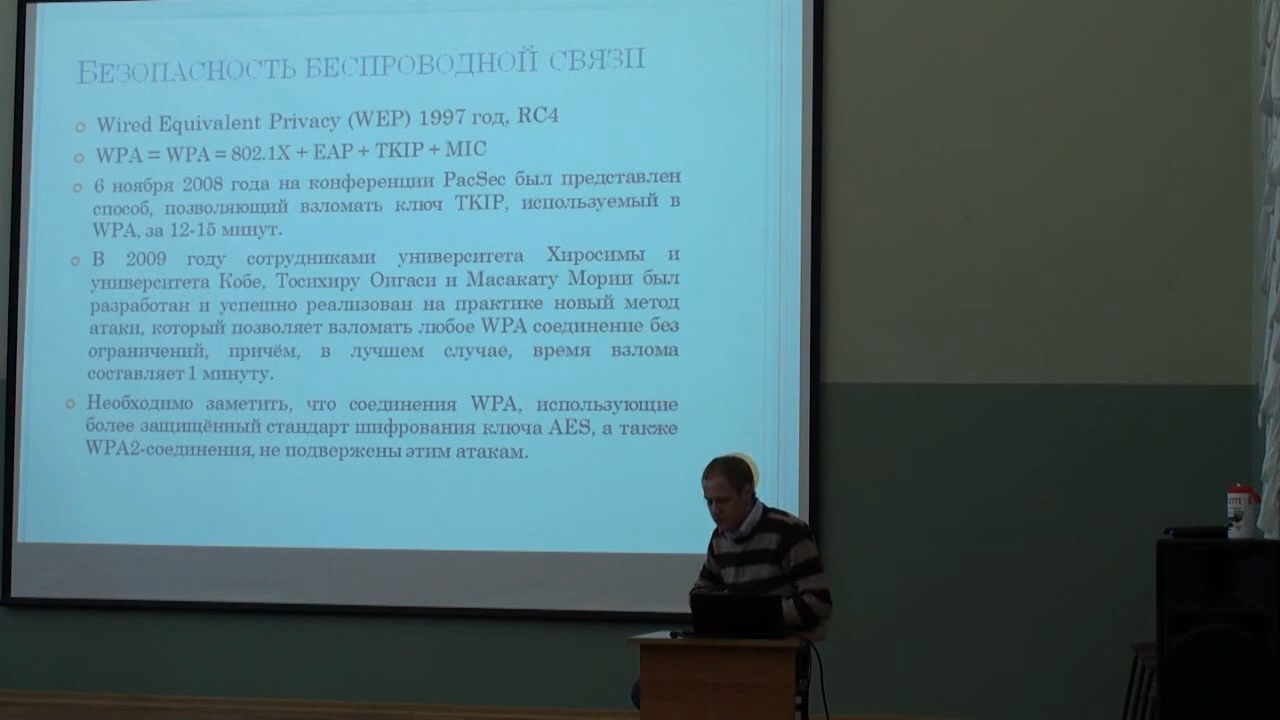 Безопасность беспроводной связи
Wired Equivalent Privacy (WEP) 1997 год, RC4
WPA = WPA = 802.1X + EAP + TKIP + MIC
6 ноября 2008 года на конференции PacSec был представлен
способ, позволяющий взломать ключ TKIP, используемый в
WPA, за 12-15 минут.
В 2009 году сотрудниками университета Хиросимы и
университета Кобе, Тосихиру Оигаси и Масакату Мории был
разработан и успешно реализован на практике новый метод
атаки, который позволяет взломать любое WPA соединение без
ограничений, причём, в лучшем случае, время взлома
составляет 1 минуту.
Необходимо заметить, что соединения WPA, использующие
более защищённый стандарт шифрования ключа AES, а также
WPA2-соединения, не подвержены этим атакам.